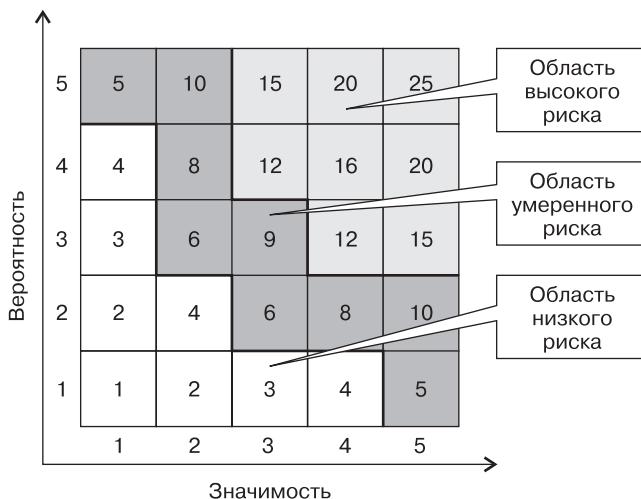 Вероятность
5 5 10 15 20 25
4 4 8 12 16 20
3 3 6 9 12 15
2 2 4 6 8 10
1 1 2 3 4 5
1 2 3 4 5
Значимость
Область
высокого
риска
Область
умеренного
риска
Область
низкого
риска